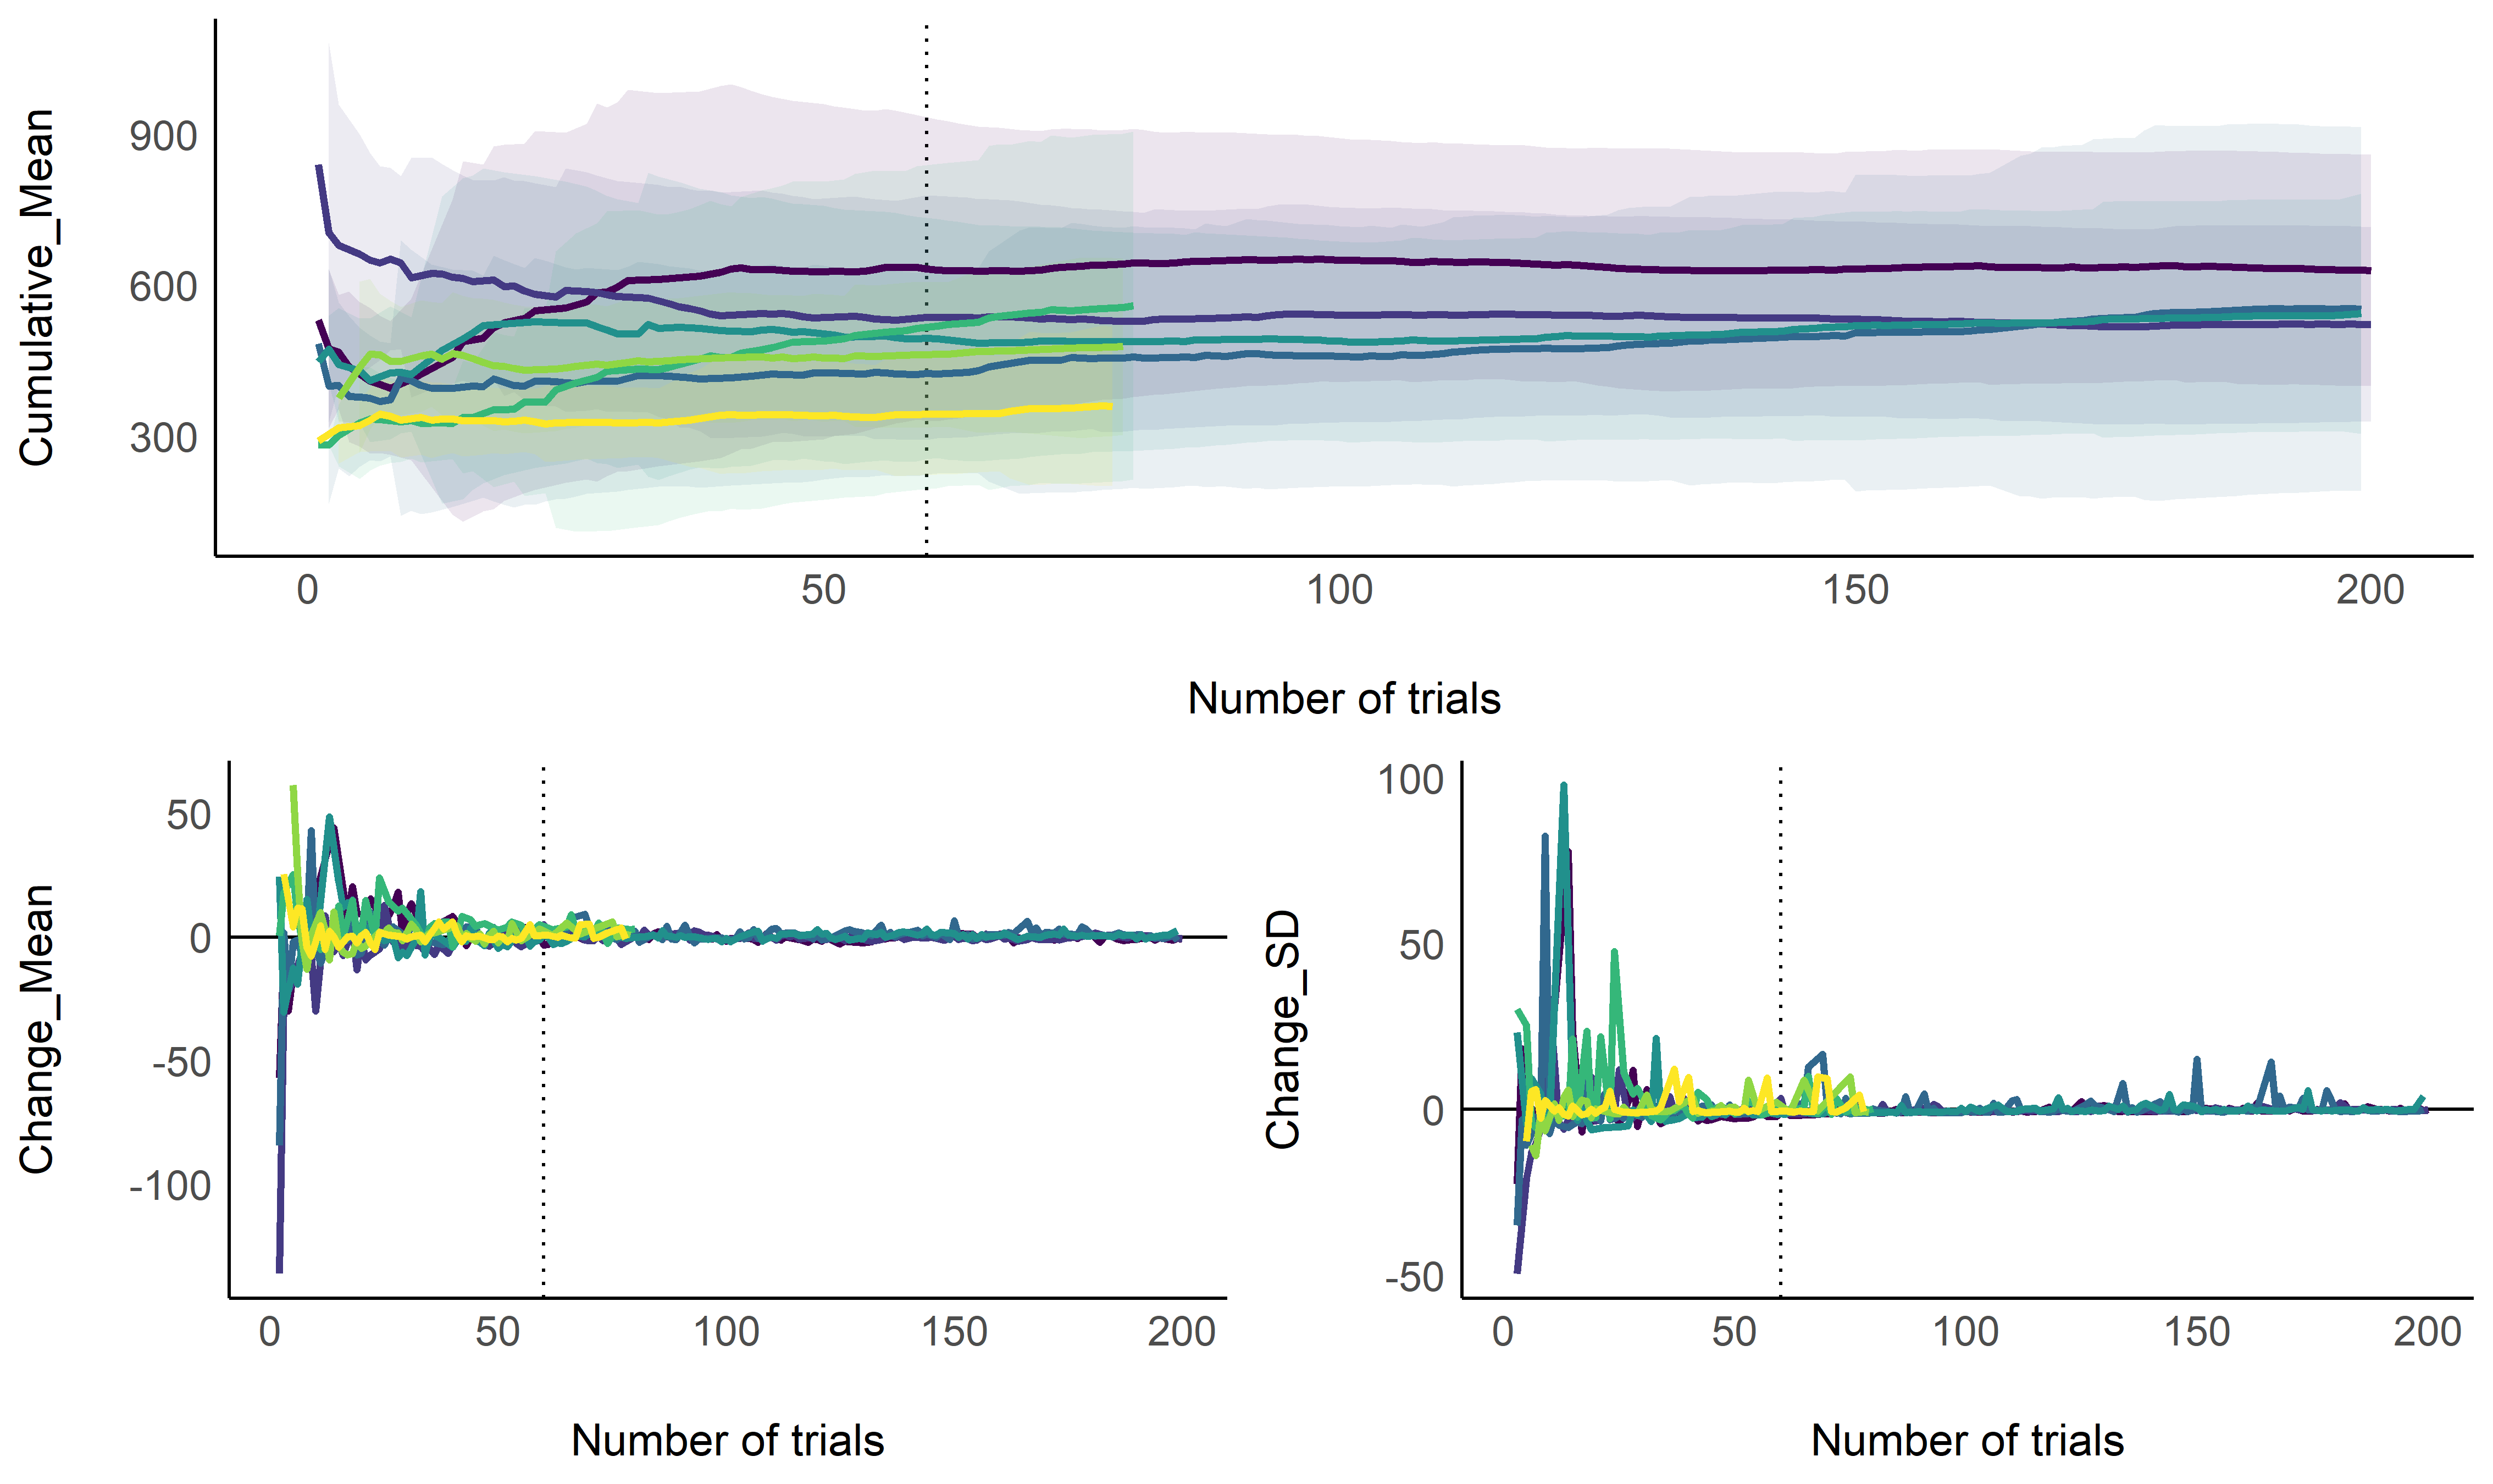 Cumulative_Mean
900
600
300
0 50 100 150 200
Number of trials
Change_Mean
50
0
-50
-100
0 50 100 150 200
Number of trials
Change_SD
100
50
0
-50
0 50 100 150 200
Number of trials